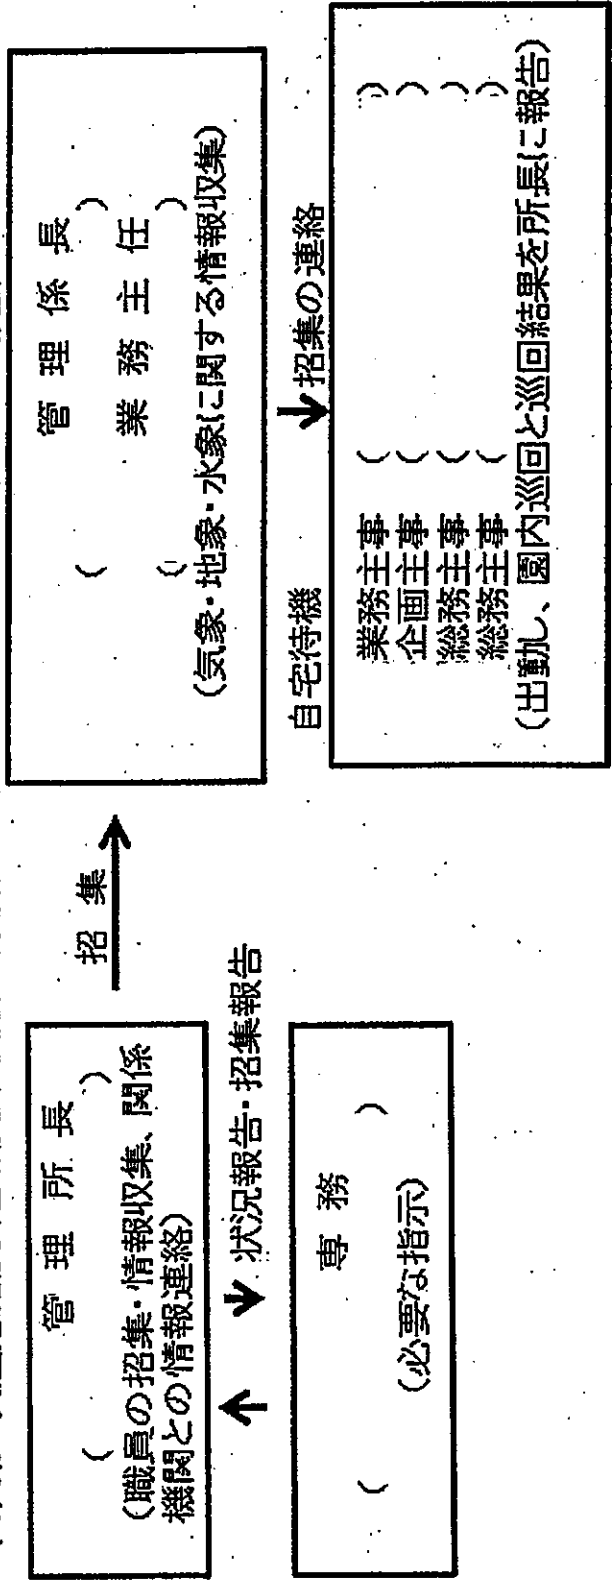 管理所長
(　　　　　　)
(職員の招集・情報収集、関係
機関との情報連絡)
招集
管理係長
(　　　　　　)
業務主任
(　　　　　　)
(気象・地象・水象に関する情報収集)
状況報告・招集報告
専務
(　　　　　　)
(必要な指示)
自宅待機
招集の連絡
業務主事 (　　　　　　)
企画主事 (　　　　　　)
総務主事 (　　　　　　)
総務主事 (　　　　　　)
(出勤し、園内巡回と巡回結果を所長に報告)